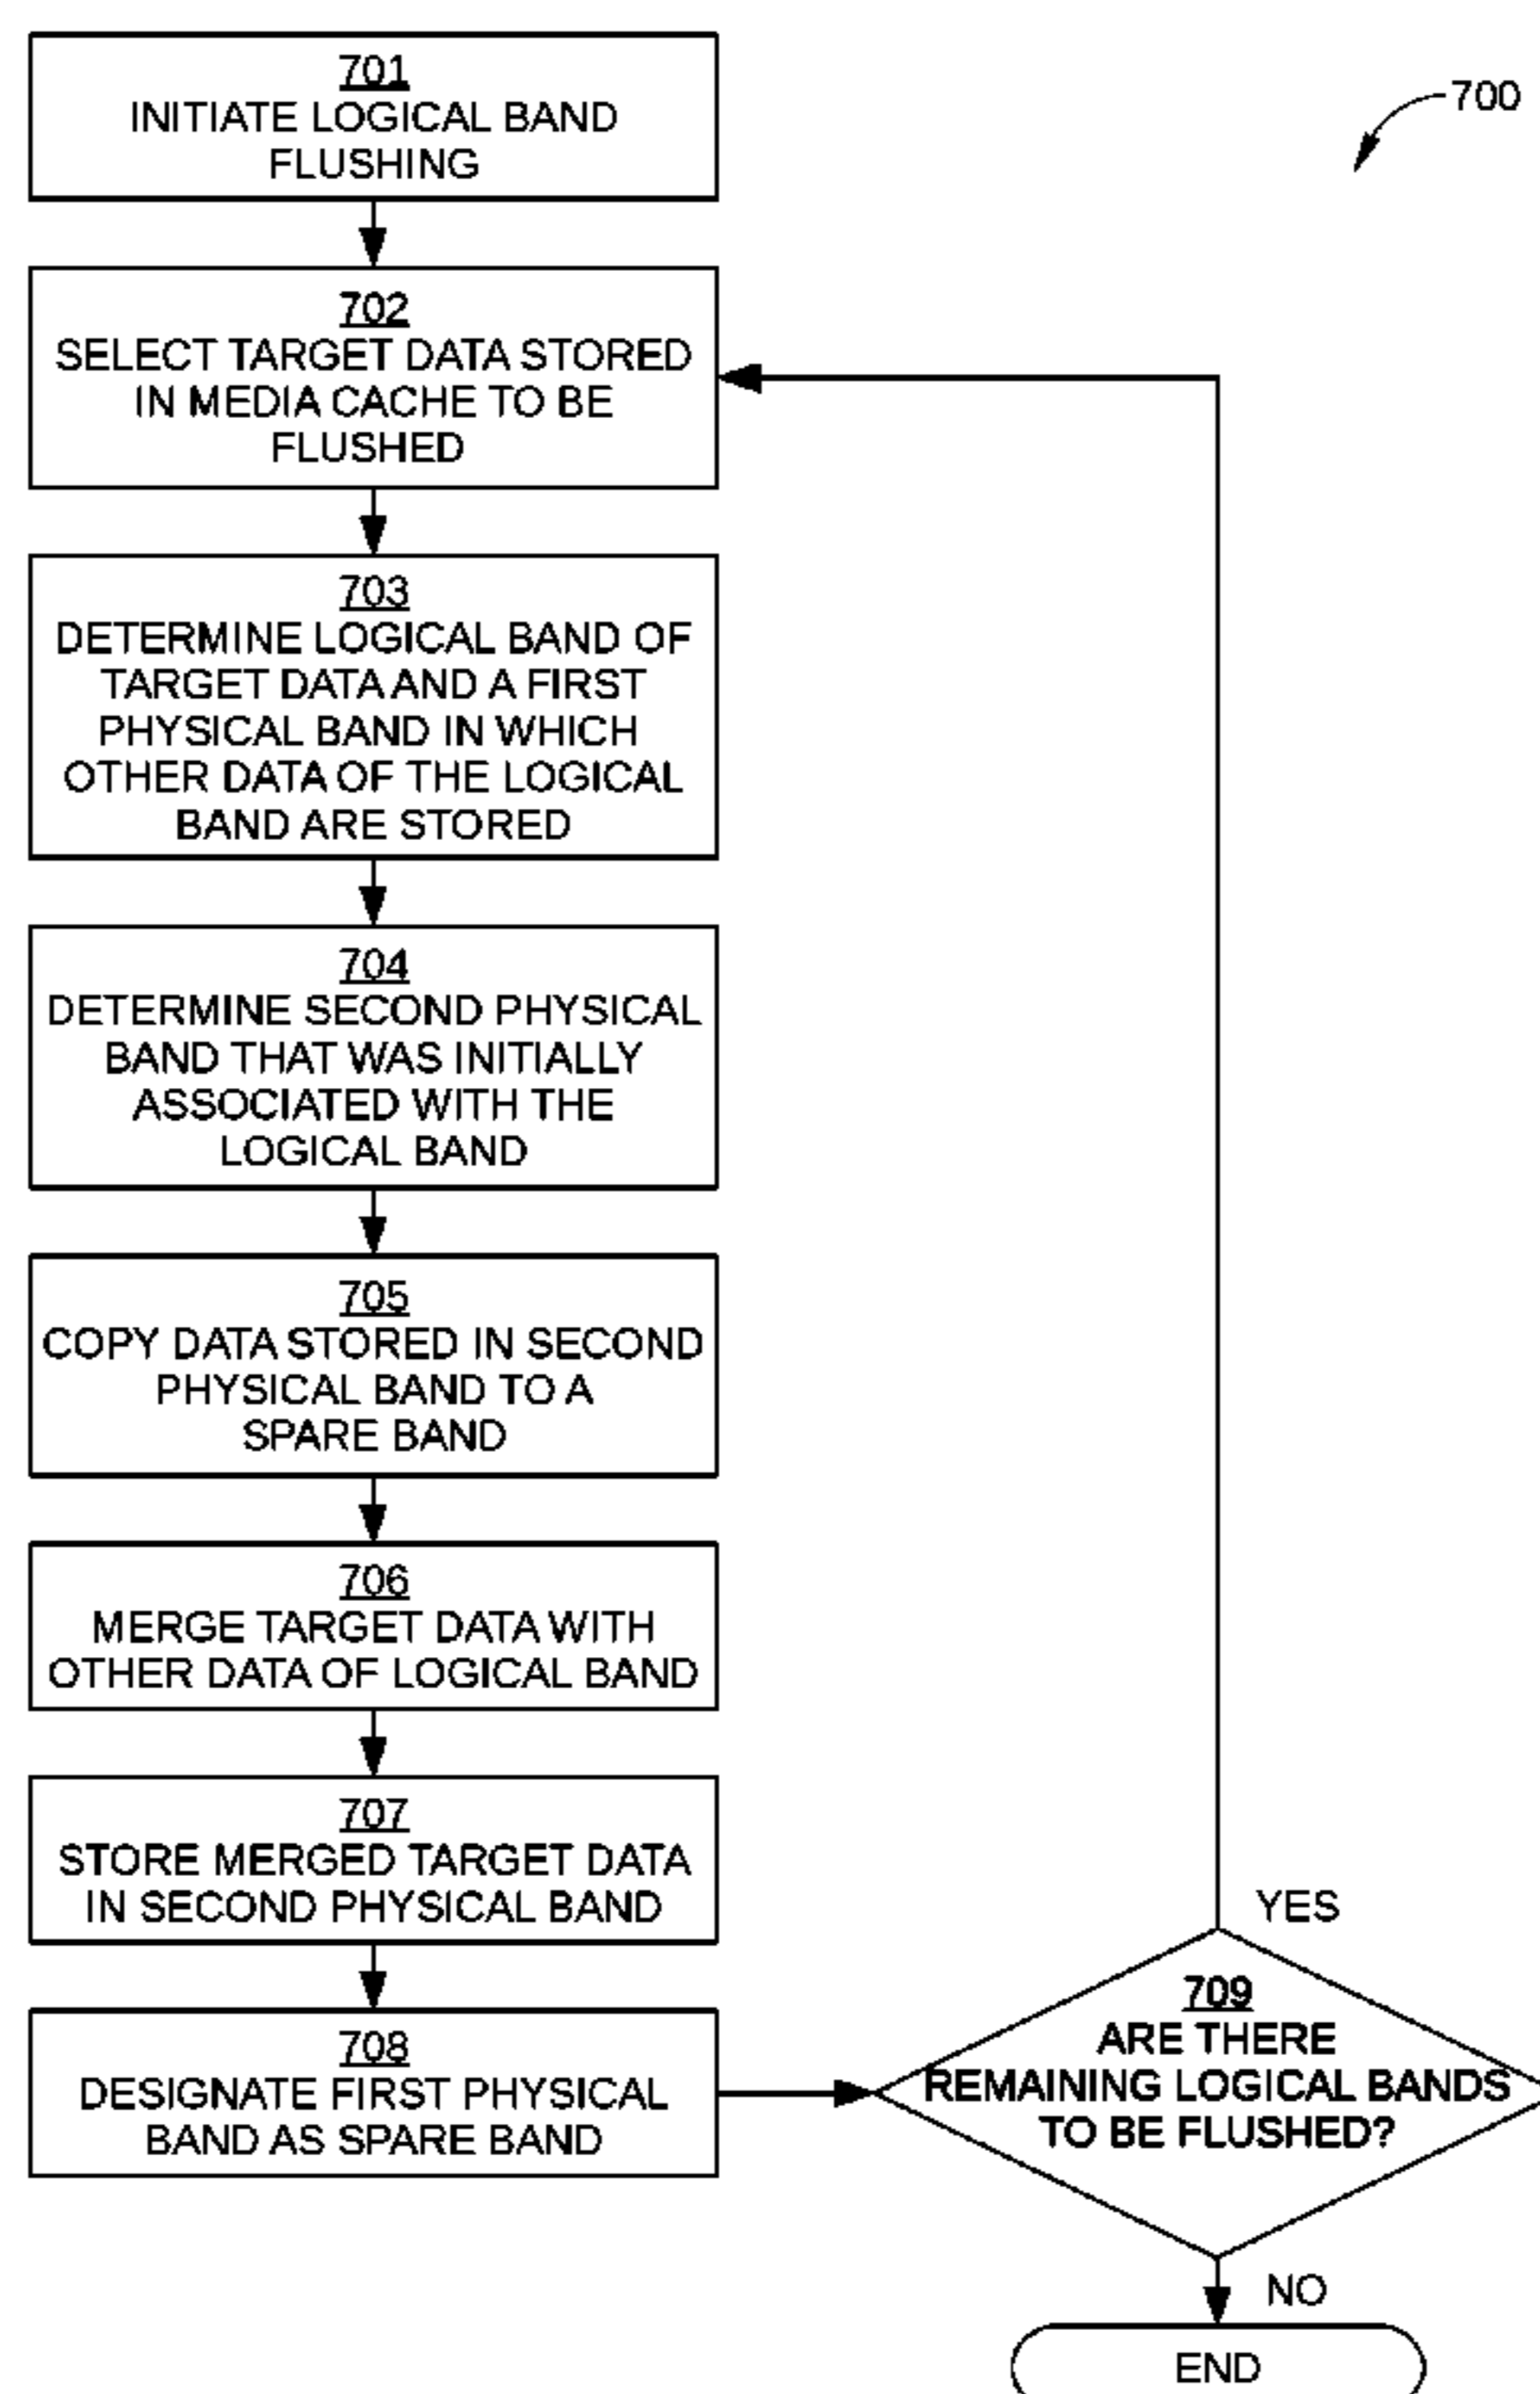 700
701
INITIATE LOGICAL BAND
FLUSHING
702
SELECT TARGET DATA STORED
IN MEDIA CACHE TO BE
FLUSHED
703
DETERMINE LOGICAL BAND OF
TARGET DATA AND A FIRST
PHYSICAL BAND IN WHICH
OTHER DATA OF THE LOGICAL
BAND ARE STORED
704
DETERMINE SECOND PHYSICAL
BAND THAT WAS INITIALLY
ASSOCIATED WITH THE
LOGICAL BAND
705
COPY DATA STORED IN SECOND
PHYSICAL BAND TO A
SPARE BAND
706
MERGE TARGET DATA WITH
OTHER DATA OF LOGICAL BAND
707
STORE MERGED TARGET DATA
IN SECOND PHYSICAL BAND
708
DESIGNATE FIRST PHYSICAL
BAND AS SPARE BAND
YES
709
ARE THERE
REMAINING LOGICAL BANDS
TO BE FLUSHED?
NO
END